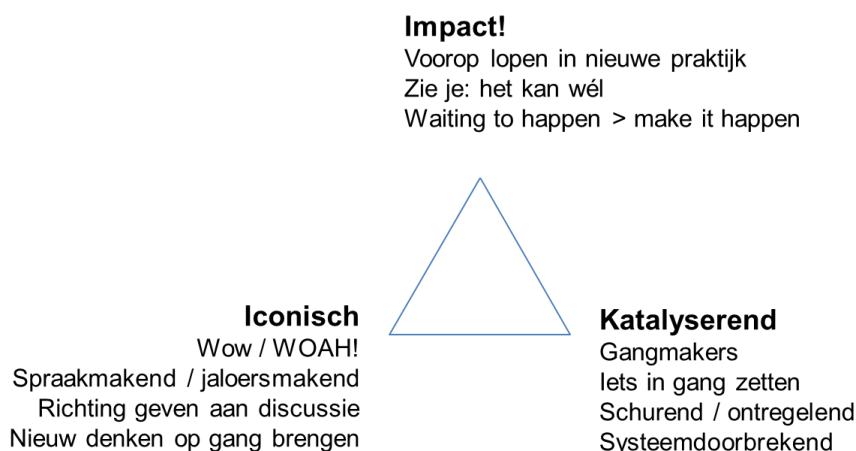 Impact!
Voorop lopen in nieuwe praktijk
Zie je: het kan wél
Waiting to happen > make it happen
Iconisch
Wow / WOAH!
Spraakmakend / jaloersmakend
Richting geven aan discussie
Nieuw denken op gang brengen
Katalyserend
Gangmakers
Iets in gang zetten
Schurend / ontregelend
Systeemdoorbrekend